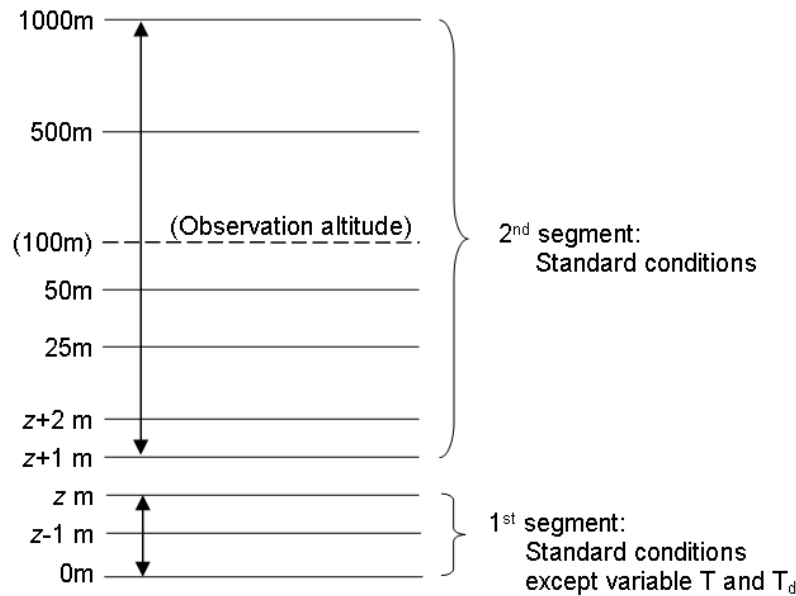 1000m
500m
(Observation altitude)
(100m)
2nd segment:
Standard conditions
50m
25m
z+2 m
z+1 m
z m
z-1 m
0m
1st segment:
Standard conditions
except variable T and Td